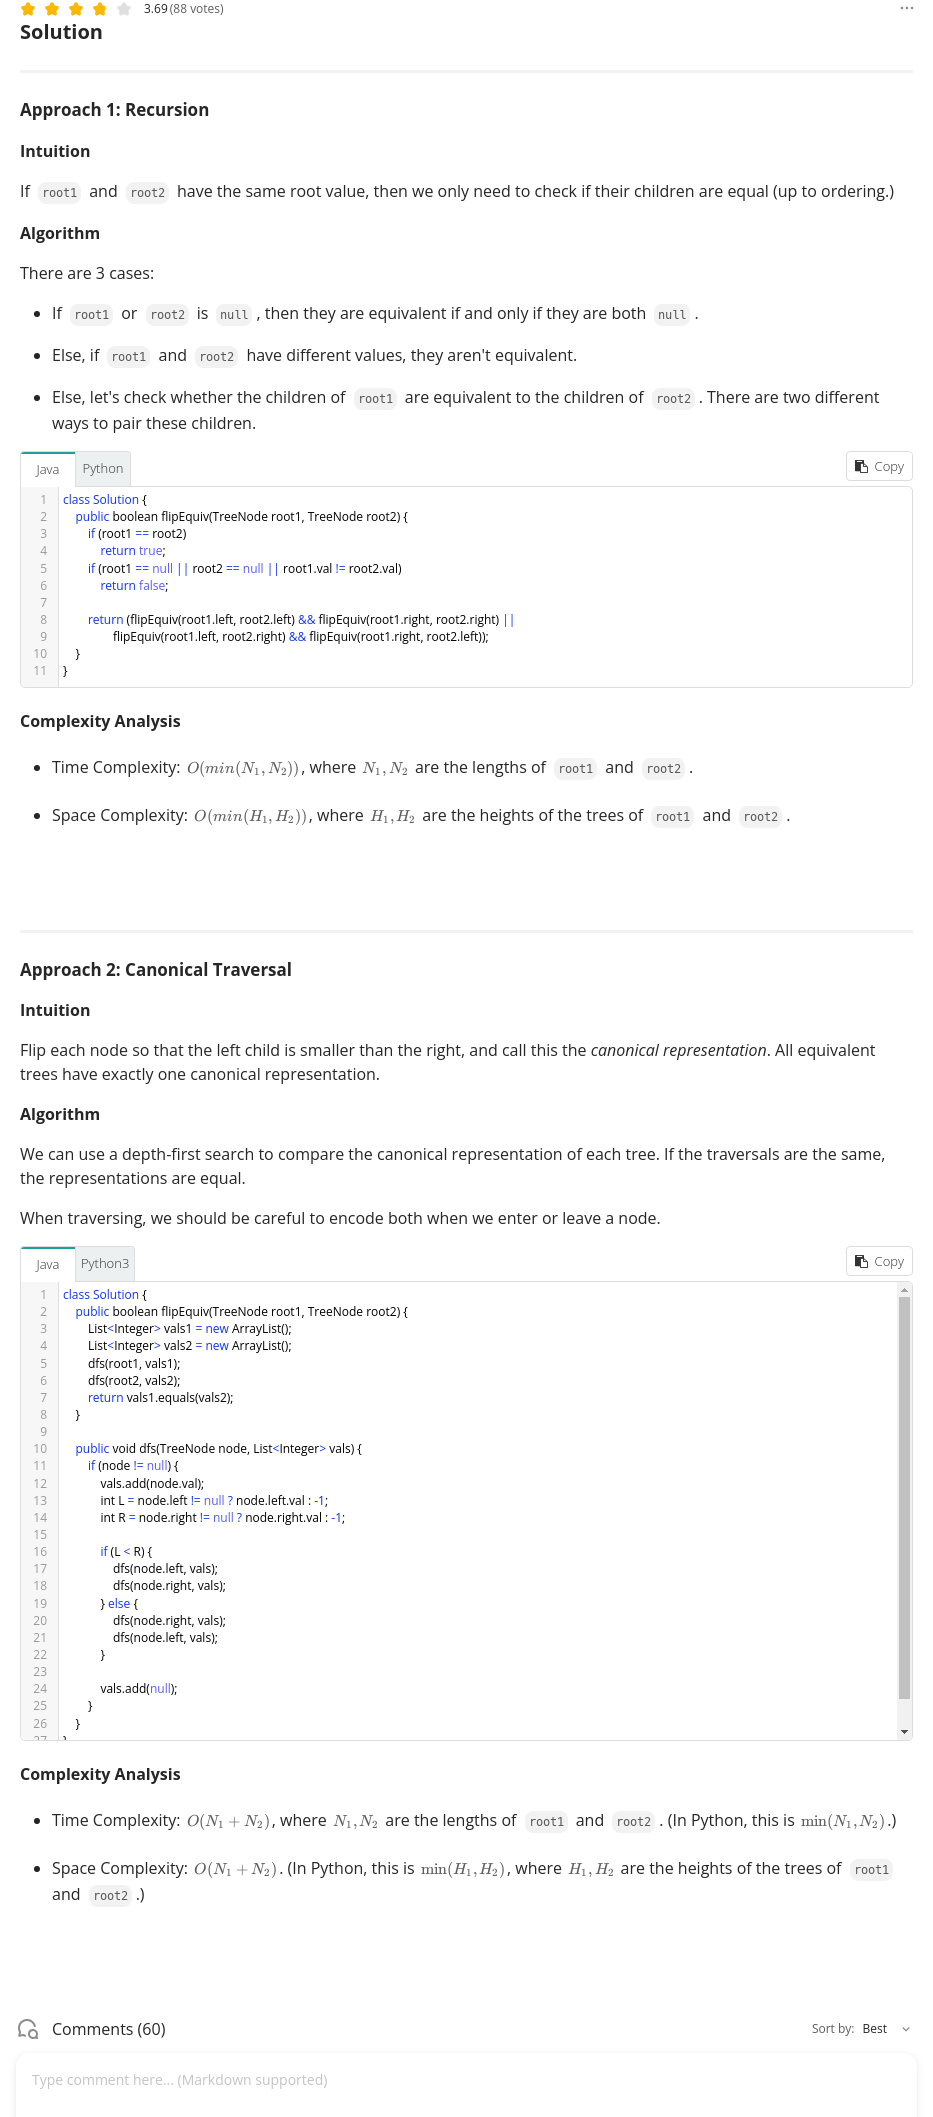 3.69 (88 votes)
Solution
Approach 1: Recursion
Intuition
If root1 and root2 have the same root value, then we only need to check if their children are equal (up to ordering.)
Algorithm
There are 3 cases:
If root1 or root2 is null , then they are equivalent if and only if they are both null .
Else, if root1 and root2 have different values, they aren't equivalent.
Else, let's check whether the children of root1 are equivalent to the children of root2 . There are two different
ways to pair these children.
Java Python Copy
1 class Solution {
2 public boolean flipEquiv(TreeNode root1, TreeNode root2) {
3 if (root1 == root2)
4 return true;
5 if (root1 == null || root2 == null || root1.val != root2.val)
6 return false;
7
8 return (flipEquiv(root1.left, root2.left) && flipEquiv(root1.right, root2.right) ||
9 flipEquiv(root1.left, root2.right) && flipEquiv(root1.right, root2.left));
10 }
11 }
Complexity Analysis
Time Complexity: O(min(N₁, N₂)), where N₁, N₂ are the lengths of root1 and root2 .
Space Complexity: O(min(H₁, H₂)), where H₁, H₂ are the heights of the trees of root1 and root2 .
Approach 2: Canonical Traversal
Intuition
Flip each node so that the left child is smaller than the right, and call this the canonical representation. All equivalent
trees have exactly one canonical representation.
Algorithm
We can use a depth-first search to compare the canonical representation of each tree. If the traversals are the same,
the representations are equal.
When traversing, we should be careful to encode both when we enter or leave a node.
Java Python3 Copy
1 class Solution {
2 public boolean flipEquiv(TreeNode root1, TreeNode root2) {
3 List<Integer> vals1 = new ArrayList();
4 List<Integer> vals2 = new ArrayList();
5 dfs(root1, vals1);
6 dfs(root2, vals2);
7 return vals1.equals(vals2);
8 }
9
10 public void dfs(TreeNode node, List<Integer> vals) {
11 if (node != null) {
12 vals.add(node.val);
13 int L = node.left != null ? node.left.val : -1;
14 int R = node.right != null ? node.right.val : -1;
15
16 if (L < R) {
17 dfs(node.left, vals);
18 dfs(node.right, vals);
19 } else {
20 dfs(node.right, vals);
21 dfs(node.left, vals);
22 }
23
24 vals.add(null);
25 }
26 }
27 }
Complexity Analysis
Time Complexity: O(N₁ + N₂), where N₁, N₂ are the lengths of root1 and root2 . (In Python, this is min(N₁, N₂).)
Space Complexity: O(N₁ + N₂). (In Python, this is min(H₁, H₂), where H₁, H₂ are the heights of the trees of root1
and root2 .)
Comments (60) Sort by: Best
Type comment here... (Markdown supported)